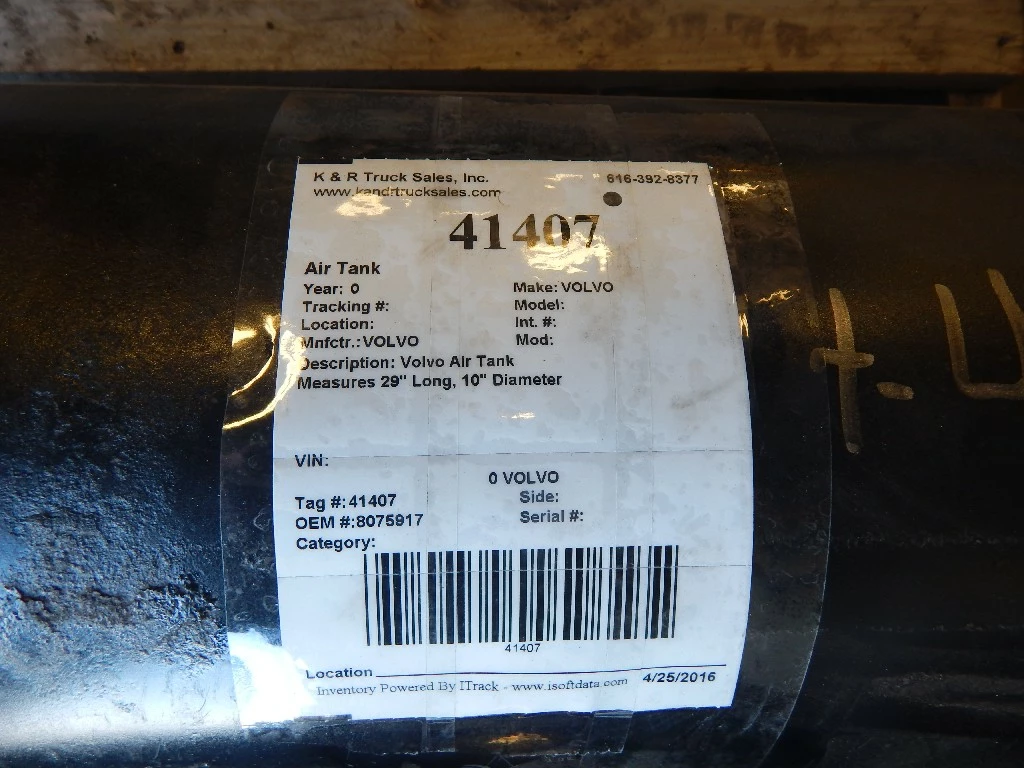 K & R Truck Sales, Inc. 616-392-8377
www.kandrtrucksales.com
41407
Air Tank
Year: 0 Make: VOLVO
Tracking #: Model:
Location: Int. #:
Mnfctr.: VOLVO Mod:
Description: Volvo Air Tank
Measures 29" Long, 10" Diameter
VIN:
0 VOLVO
Tag #: 41407 Side:
OEM #: 8075917 Serial #:
Category:
41407
Location
Inventory Powered By ITrack - www.isoftdata.com 4/25/2016